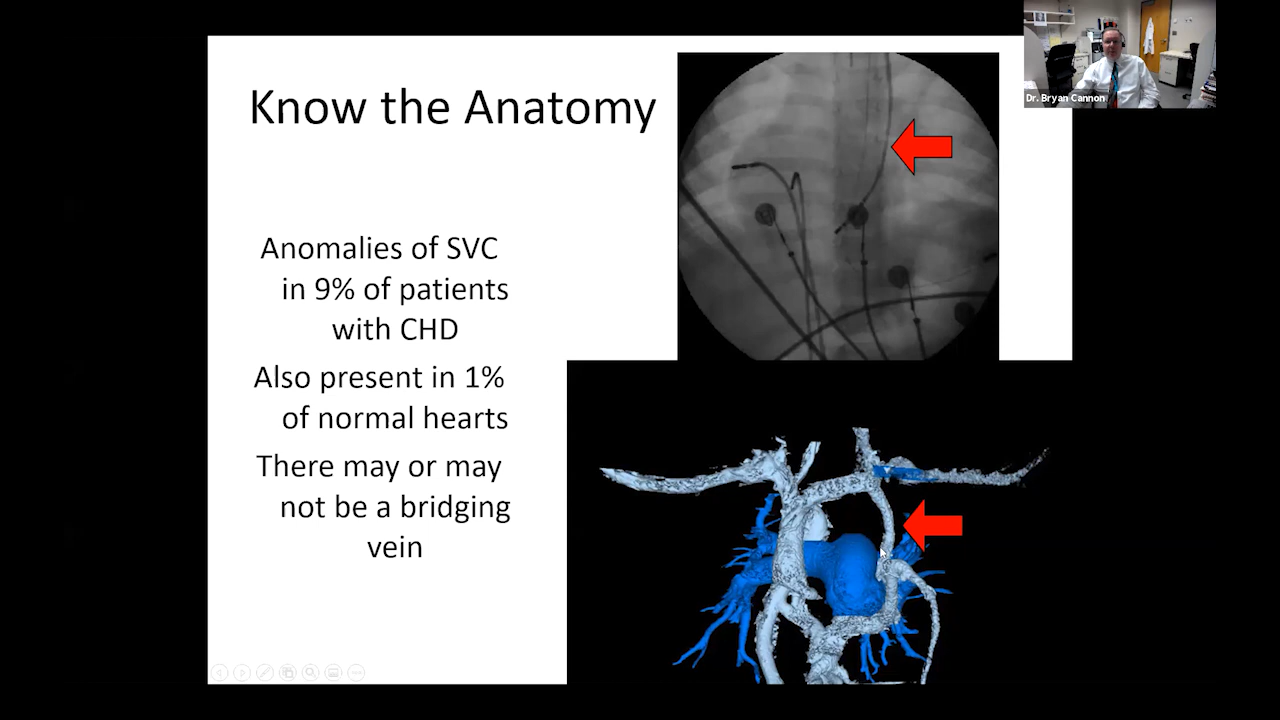 Know the Anatomy
Dr. Bryan Cannon
Anomalies of SVC
in 9% of patients
with CHD
Also present in 1%
of normal hearts
There may or may
not be a bridging
vein